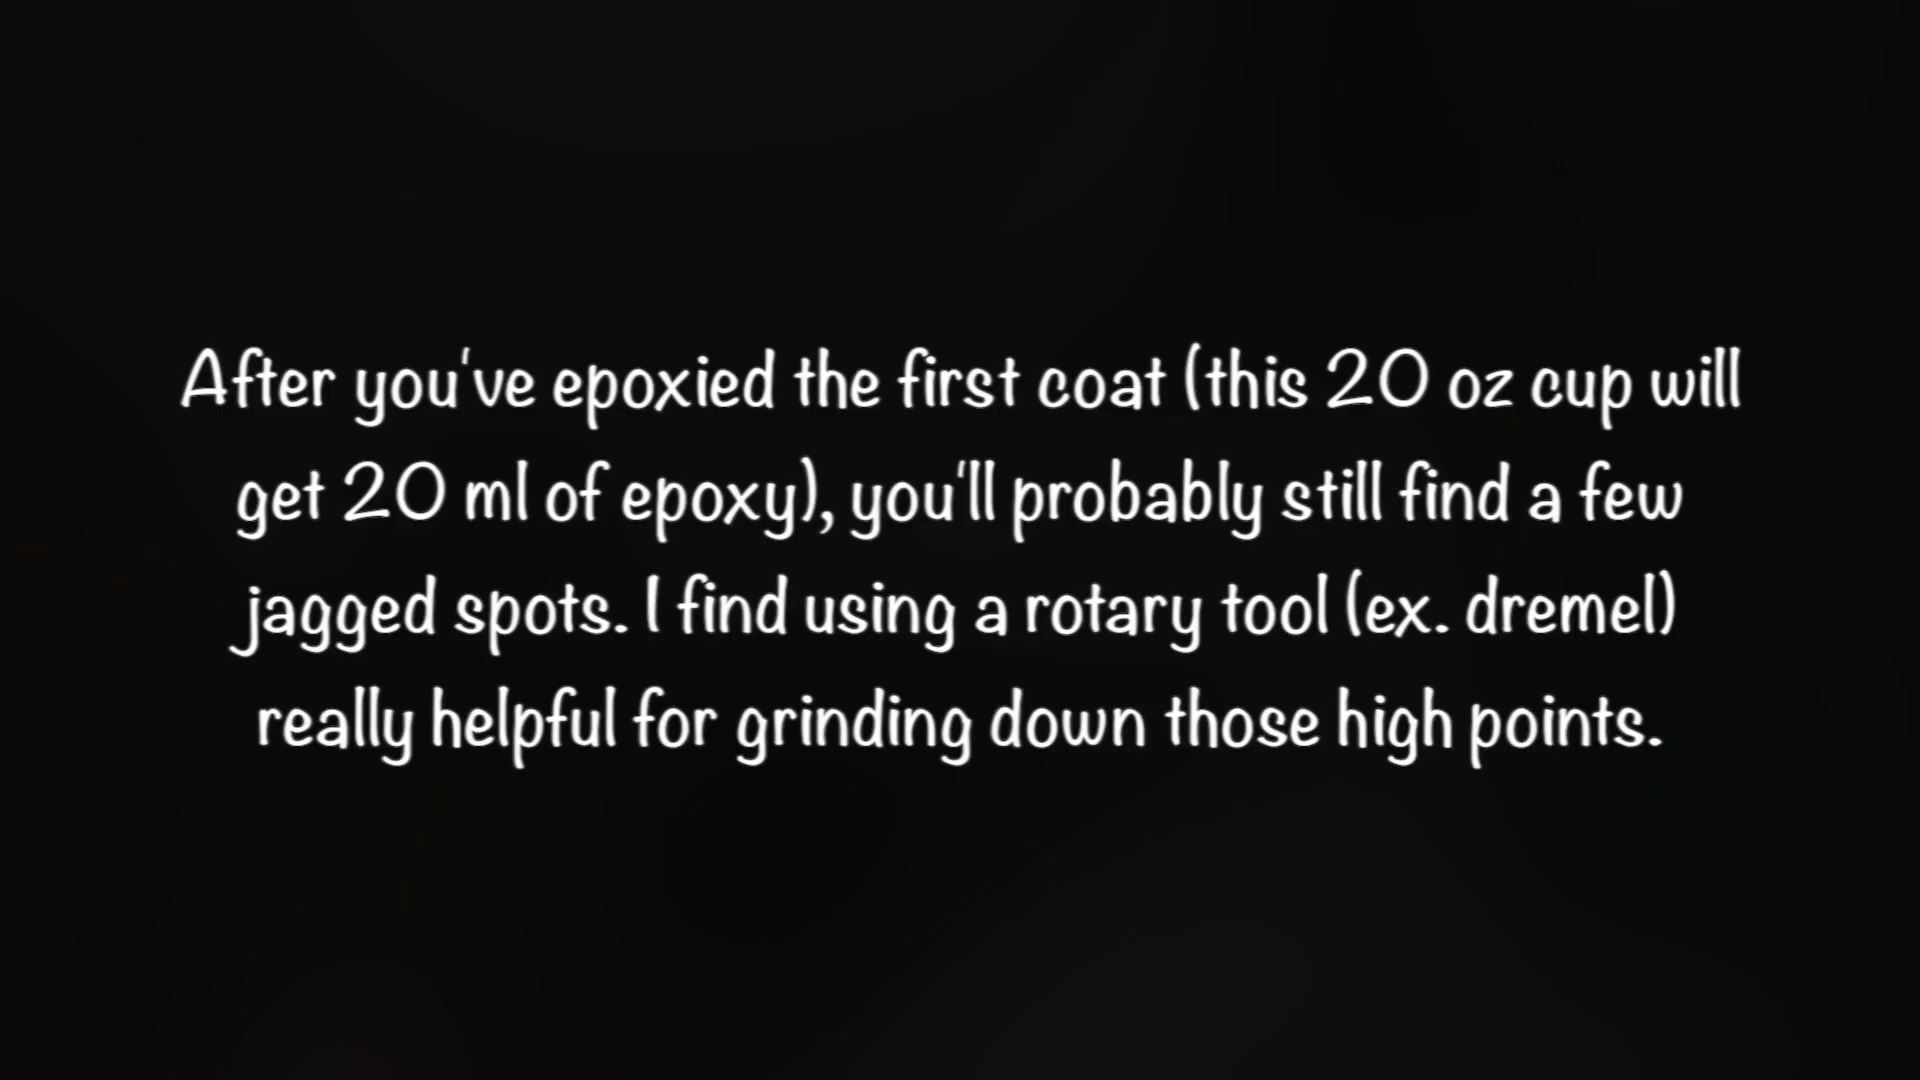 After you've epoxied the first coat (this 20 oz cup will
get 20 ml of epoxy), you'll probably still find a few
jagged spots. I find using a rotary tool (ex. dremel)
really helpful for grinding down those high points.